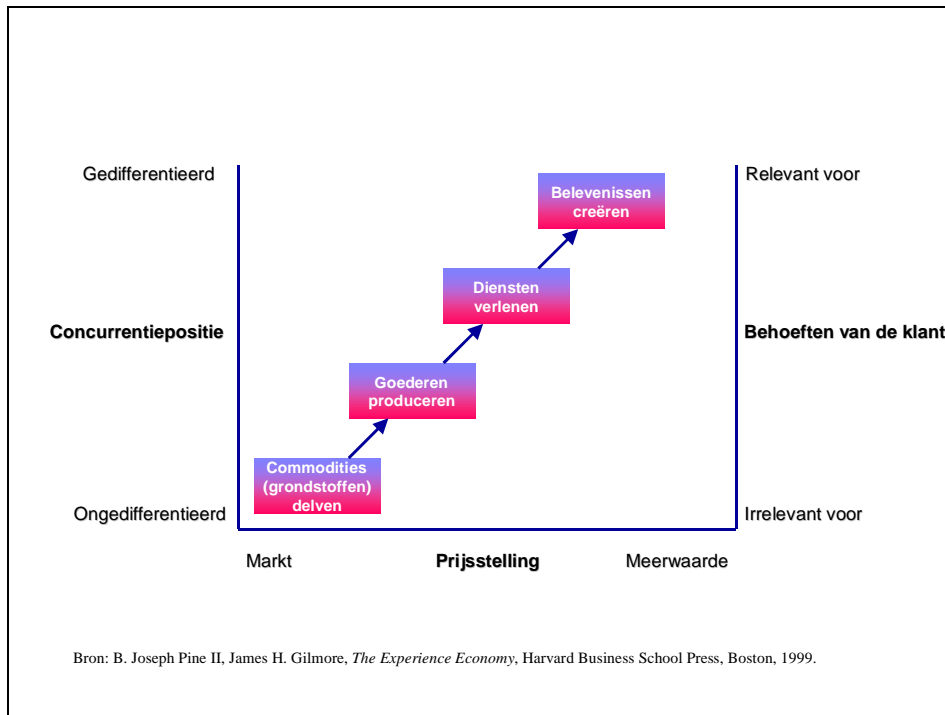 Gedifferentieerd
Belevenissen
creëren
Relevant voor
Diensten
verlenen
Concurrentiepositie
Behoeften van de klant
Goederen
produceren
Commodities
(grondstoffen)
delven
Ongedifferentieerd
Irrelevant voor
Markt
Prijsstelling
Meerwaarde
Bron: B. Joseph Pine II, James H. Gilmore, The Experience Economy, Harvard Business School Press, Boston, 1999.